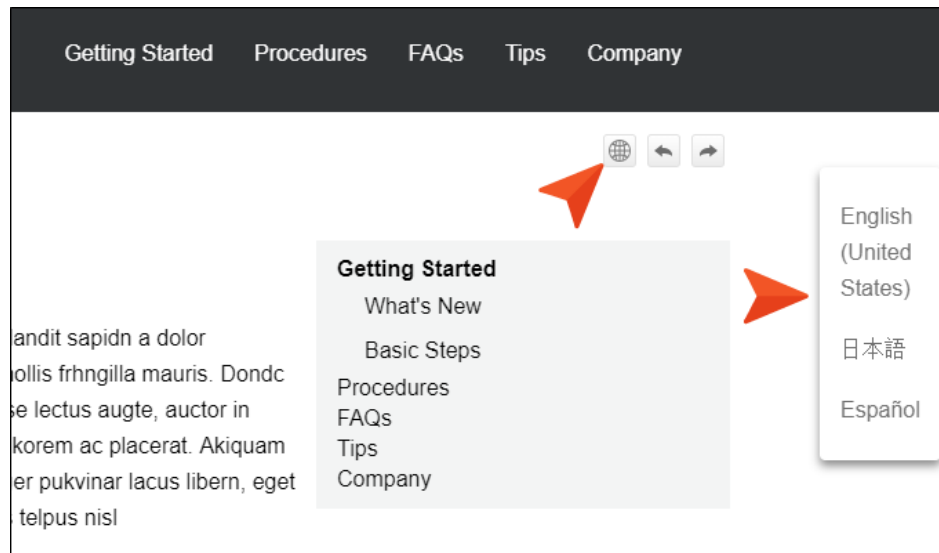 Getting Started Procedures FAQs Tips Company
English
(United
States)
日本語
Español
Getting Started
What's New
Basic Steps
Procedures
FAQs
Tips
Company
landit sapidn a dolor
ollis frhngilla mauris. Dondc
se lectus augte, auctor in
korem ac placerat. Akiquam
er pukvinar lacus libern, eget
telpus nisl